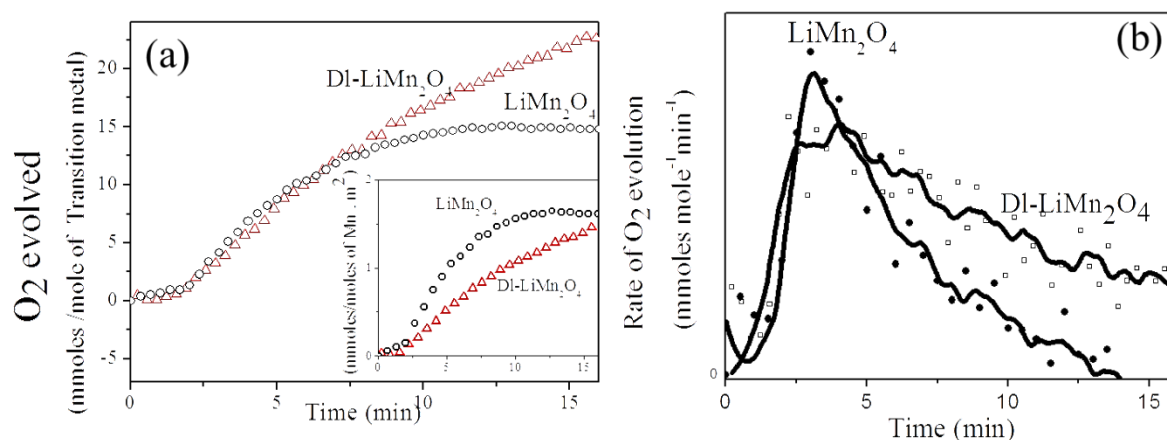 (a)
O₂ evolved
(mmoles /mole of Transition metal)
20
15
10
5
0
-5
Dl-LiMn₂O₄
LiMn₂O₄
0
5
10
15
Time (min)
(mmoles/moles of Mn . m²)
2
1
0
LiMn₂O₄
Dl-LiMn₂O₄
0
5
10
15
(b)
Rate of O₂ evolution
(mmoles mole⁻¹min⁻¹)
0
LiMn₂O₄
Dl-LiMn₂O₄
0
5
10
15
Time (min)